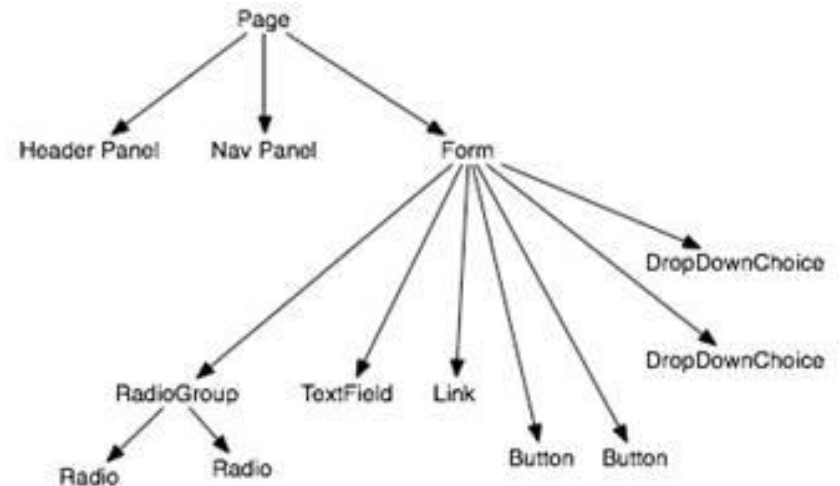 Page
Header Panel
Nav Panel
Form
DropDownChoice
DropDownChoice
RadioGroup
TextField
Link
Radio
Radio
Button
Button